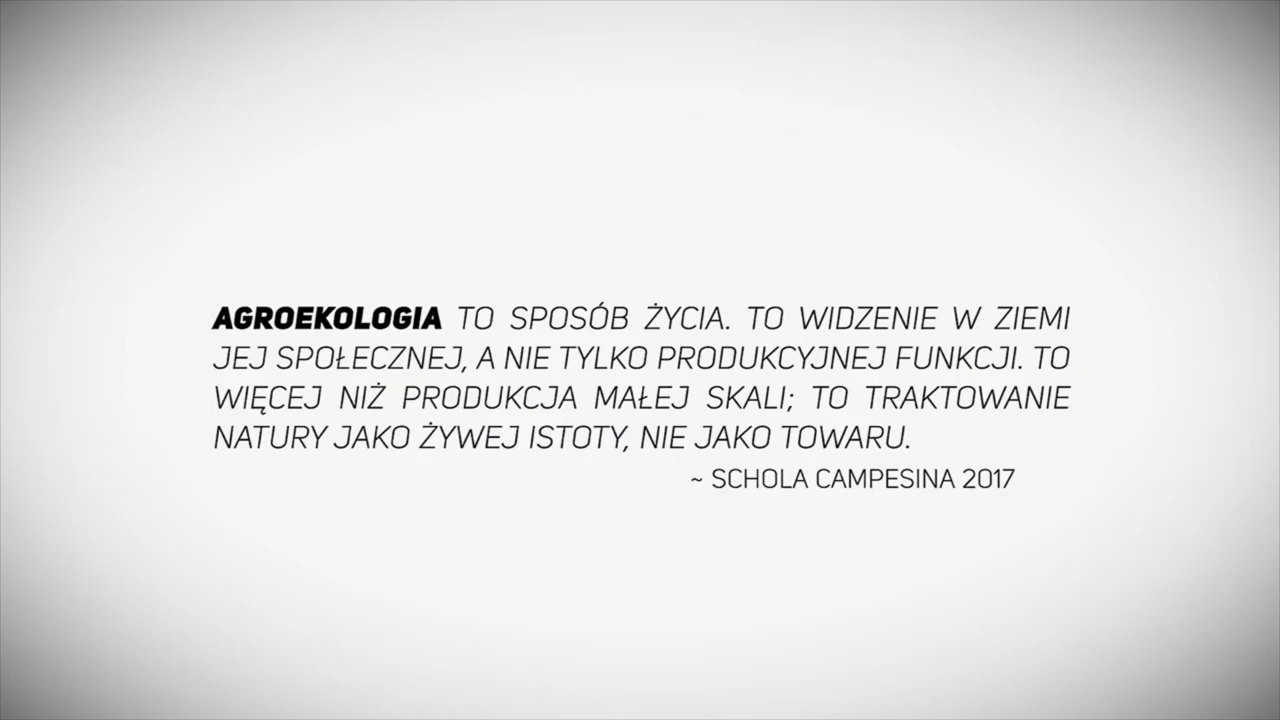 AGROEKOLOGIA TO SPOSÓB ŻYCIA. TO WIDZENIE W ZIEMI
JEJ SPOŁECZNEJ, A NIE TYLKO PRODUKCYJNEJ FUNKCJI. TO
WIĘCEJ NIŻ PRODUKCJA MAŁEJ SKALI; TO TRAKTOWANIE
NATURY JAKO ŻYWEJ ISTOTY, NIE JAKO TOWARU.
~ SCHOLA CAMPESINA 2017